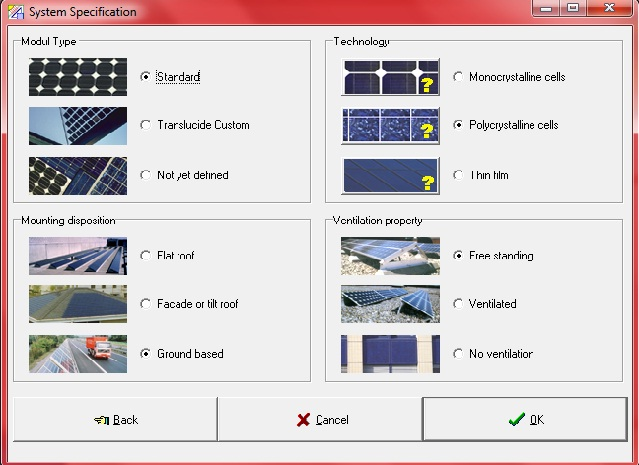 System Specification
Modul Type
Standard
Translucide Custom
Not yet defined
Technology
?
Monocrystalline cells
?
Polycrystalline cells
?
Thin film
Mounting disposition
Flat roof
Facade or tilt roof
Ground based
Ventilation property
Free standing
Ventilated
No ventilation
Back
Cancel
OK